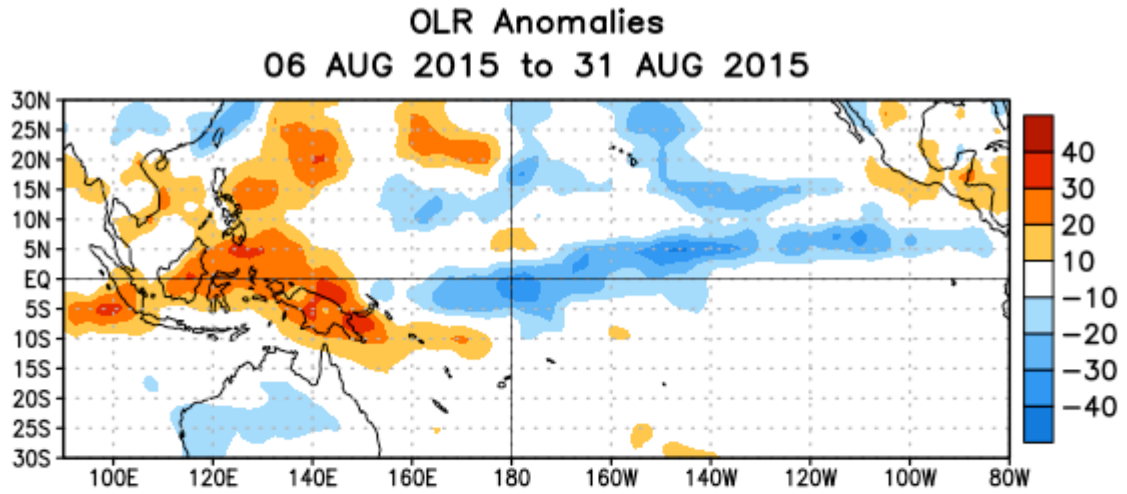 OLR Anomalies
06 AUG 2015 to 31 AUG 2015
30N
25N
20N
15N
10N
5N
EQ
5S
10S
15S
20S
25S
30S
100E 120E 140E 160E 180 160W 140W 120W 100W 80W
40
30
20
10
-10
-20
-30
-40